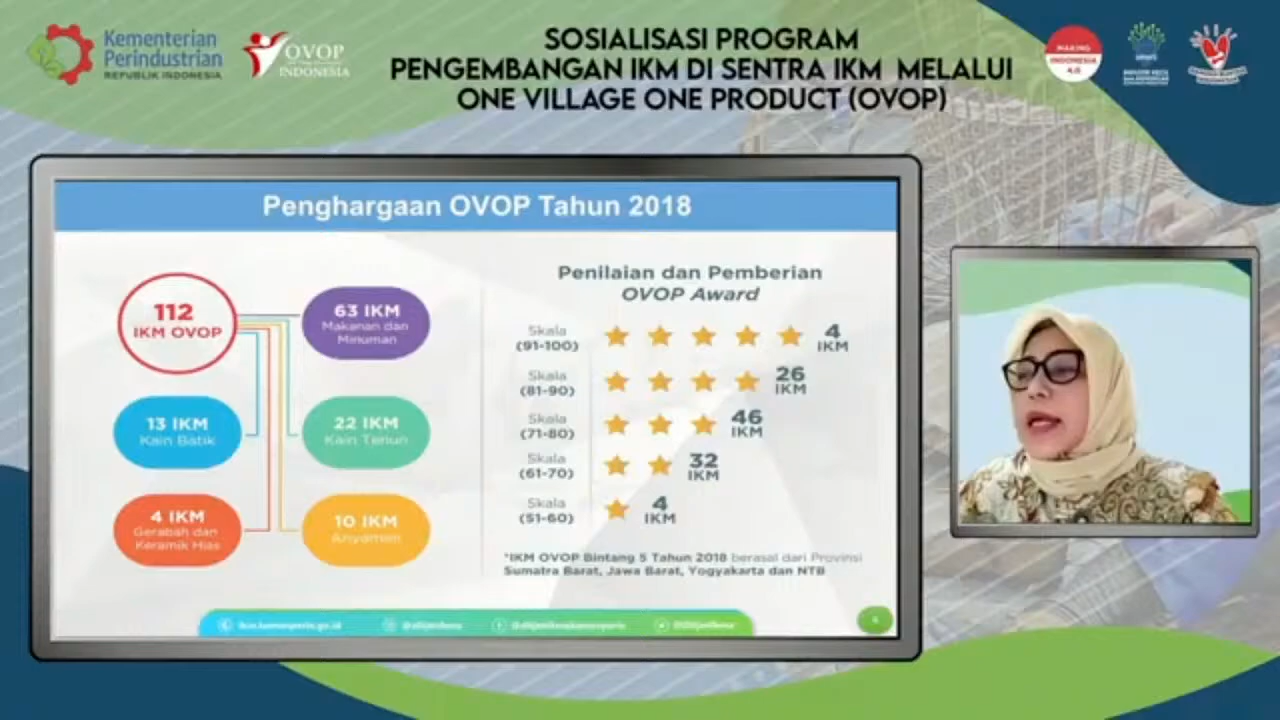 Kementerian
Perindustrian
REPUBLIK INDONESIA
OVOP
INDONESIA
SOSIALISASI PROGRAM
PENGEMBANGAN IKM DI SENTRA IKM MELALUI
ONE VILLAGE ONE PRODUCT (OVOP)
MAKING
INDONESIA
4.0
Penghargaan OVOP Tahun 2018
112
IKM OVOP
63 IKM
Makanan dan
Minuman
13 IKM
Kain Batik
22 IKM
Kain Tenun
4 IKM
Gerabah dan
Keramik Hias
10 IKM
Anyaman
Penilaian dan Pemberian
OVOP Award
Skala
(91-100)
4
IKM
Skala
(81-90)
26
IKM
Skala
(71-80)
46
IKM
Skala
(61-70)
32
IKM
Skala
(51-60)
4
IKM
*IKM OVOP Bintang 5 Tahun 2018 berasal dari Provinsi
Sumatra Barat, Jawa Barat, Yogyakarta dan NTB